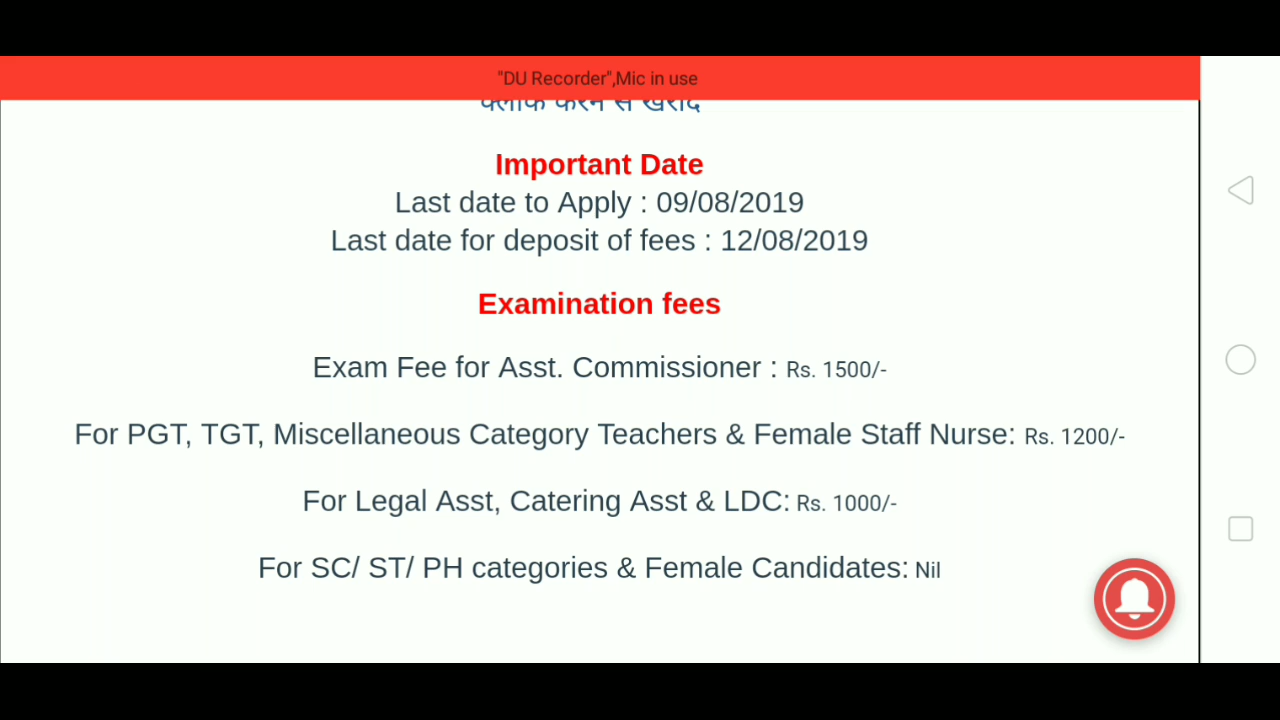 "DU Recorder",Mic in use
क्लीक करने से खरीदे
Important Date
Last date to Apply : 09/08/2019
Last date for deposit of fees : 12/08/2019
Examination fees
Exam Fee for Asst. Commissioner : Rs. 1500/-
For PGT, TGT, Miscellaneous Category Teachers & Female Staff Nurse: Rs. 1200/-
For Legal Asst, Catering Asst & LDC: Rs. 1000/-
For SC/ ST/ PH categories & Female Candidates: Nil